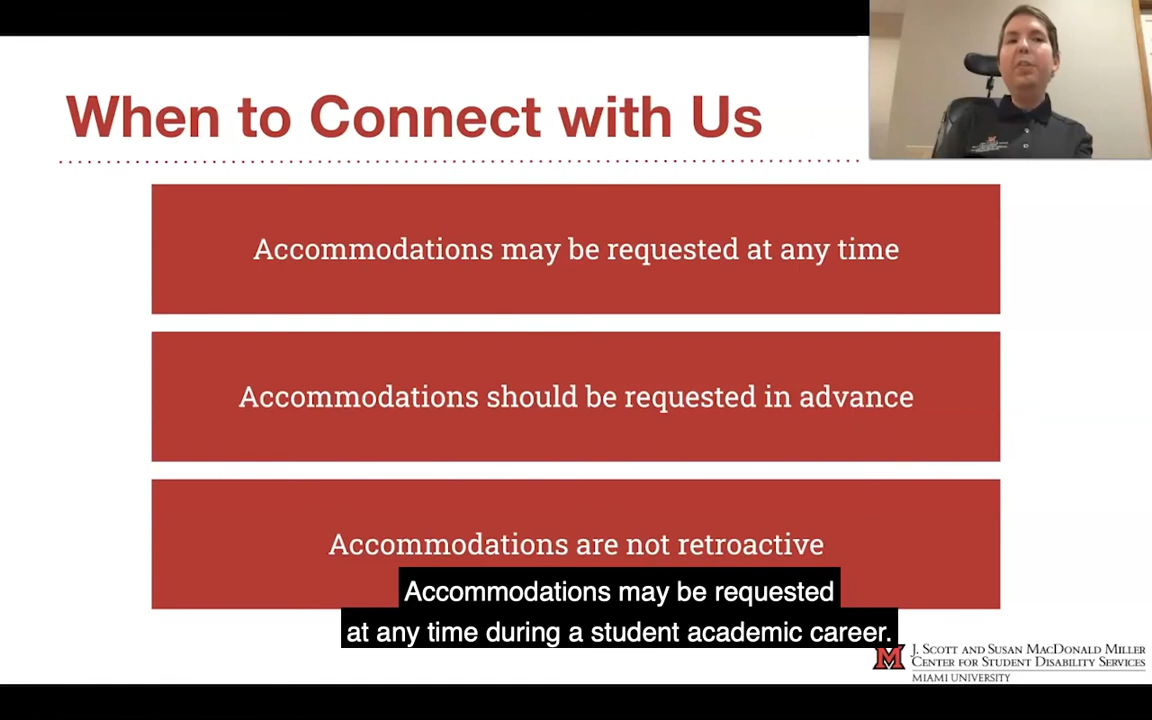 When to Connect with Us
Accommodations may be requested at any time
Accommodations should be requested in advance
Accommodations are not retroactive
Accommodations may be requested
at any time during a student academic career.
M
J. Scott and Susan MacDonald Miller
Center for Student Disability Services
MIAMI UNIVERSITY